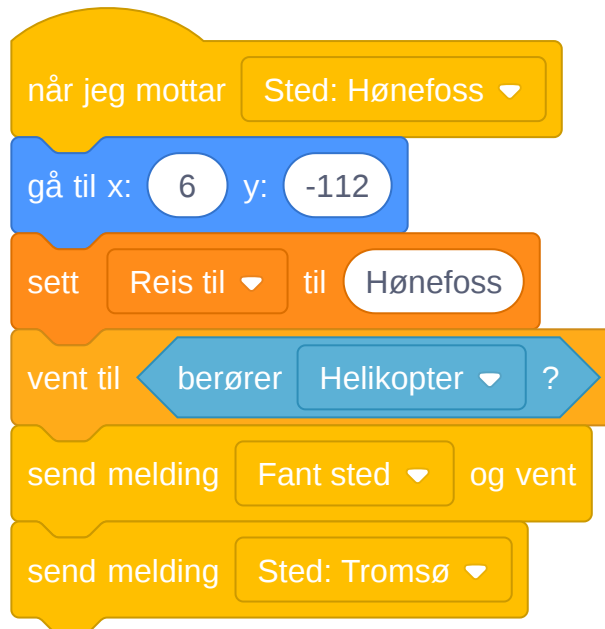 når jeg mottar Sted: Hønefoss
gå til x: 6 y: -112
sett Reis til til Hønefoss
vent til berører Helikopter ?
send melding Fant sted og vent
send melding Sted: Tromsø